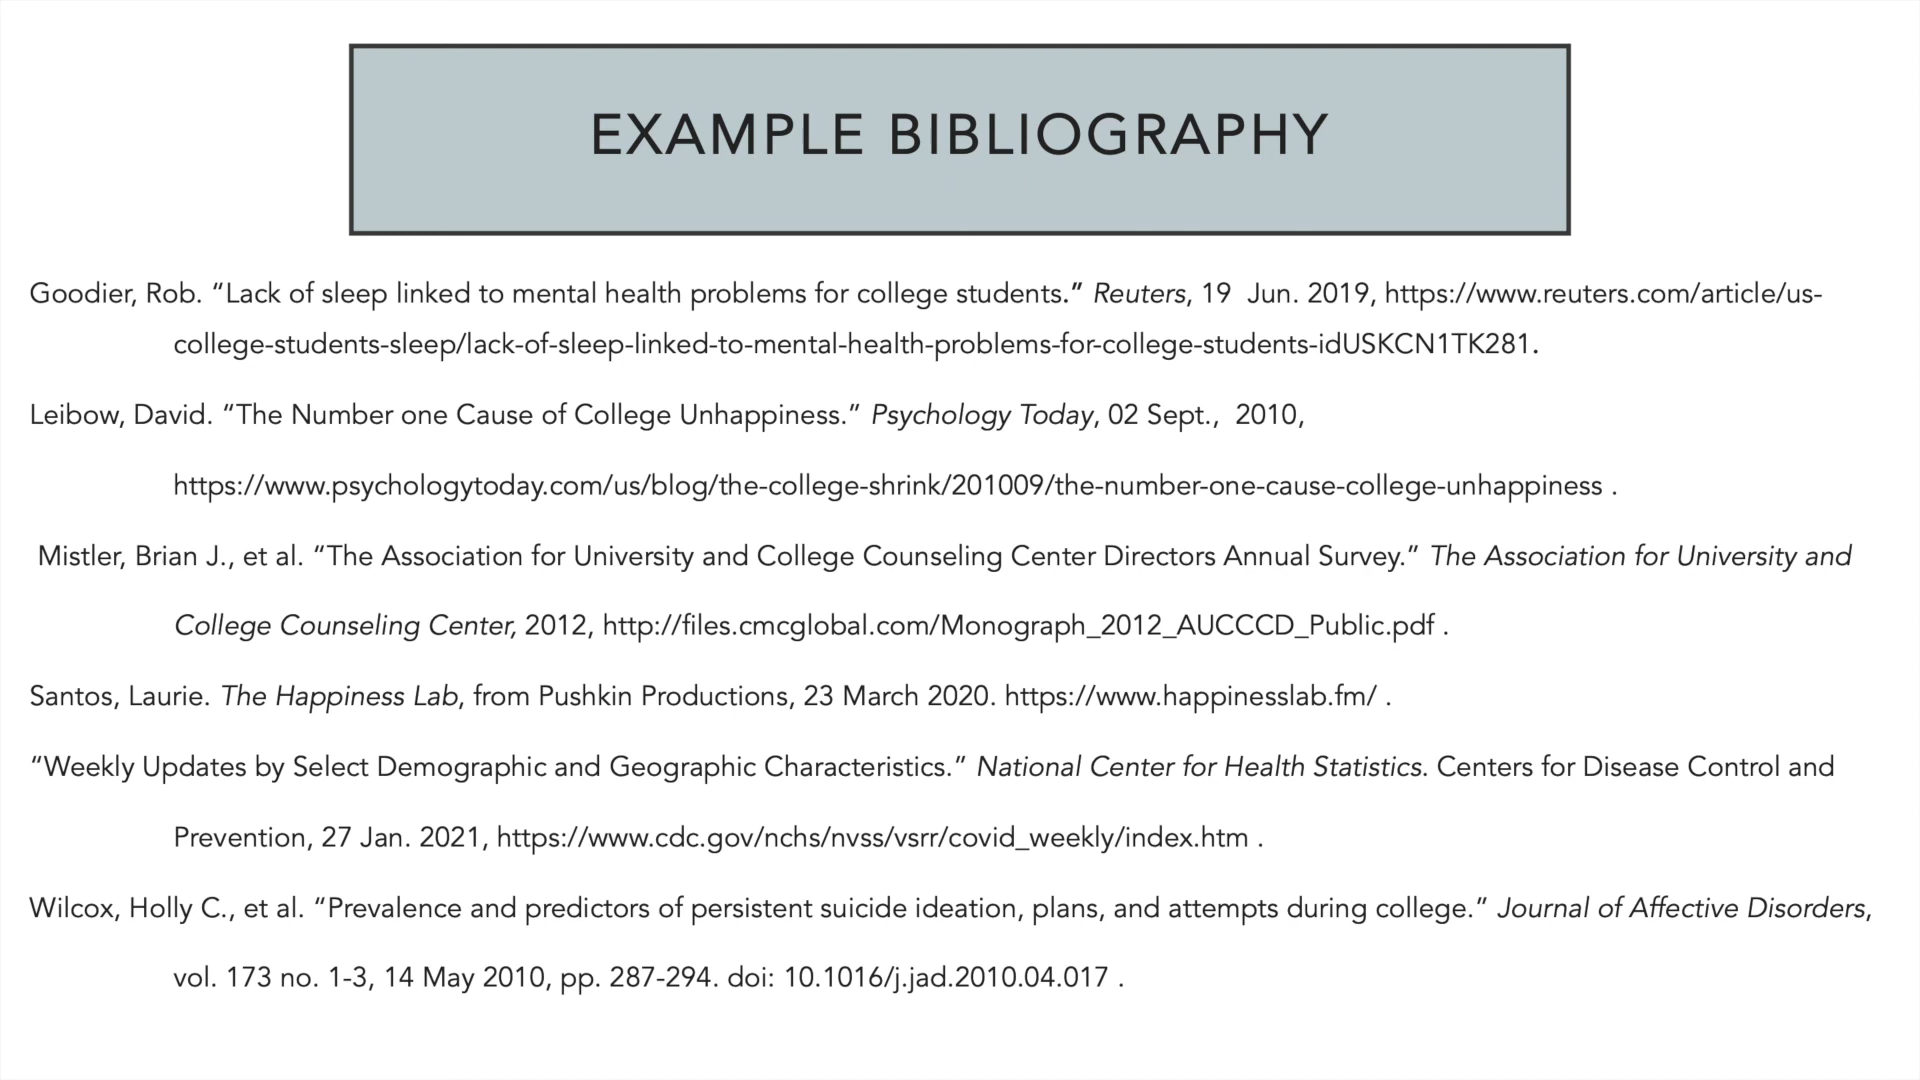 EXAMPLE BIBLIOGRAPHY
Goodier, Rob. “Lack of sleep linked to mental health problems for college students.” Reuters, 19  Jun. 2019, https://www.reuters.com/article/us-
college-students-sleep/lack-of-sleep-linked-to-mental-health-problems-for-college-students-idUSKCN1TK281.
Leibow, David. “The Number one Cause of College Unhappiness.” Psychology Today, 02 Sept.,  2010,
https://www.psychologytoday.com/us/blog/the-college-shrink/201009/the-number-one-cause-college-unhappiness .
Mistler, Brian J., et al. “The Association for University and College Counseling Center Directors Annual Survey.” The Association for University and
College Counseling Center, 2012, http://files.cmcglobal.com/Monograph_2012_AUCCCD_Public.pdf .
Santos, Laurie. The Happiness Lab, from Pushkin Productions, 23 March 2020. https://www.happinesslab.fm/ .
“Weekly Updates by Select Demographic and Geographic Characteristics.” National Center for Health Statistics. Centers for Disease Control and
Prevention, 27 Jan. 2021, https://www.cdc.gov/nchs/nvss/vsrr/covid_weekly/index.htm .
Wilcox, Holly C., et al. “Prevalence and predictors of persistent suicide ideation, plans, and attempts during college.” Journal of Affective Disorders,
vol. 173 no. 1-3, 14 May 2010, pp. 287-294. doi: 10.1016/j.jad.2010.04.017 .